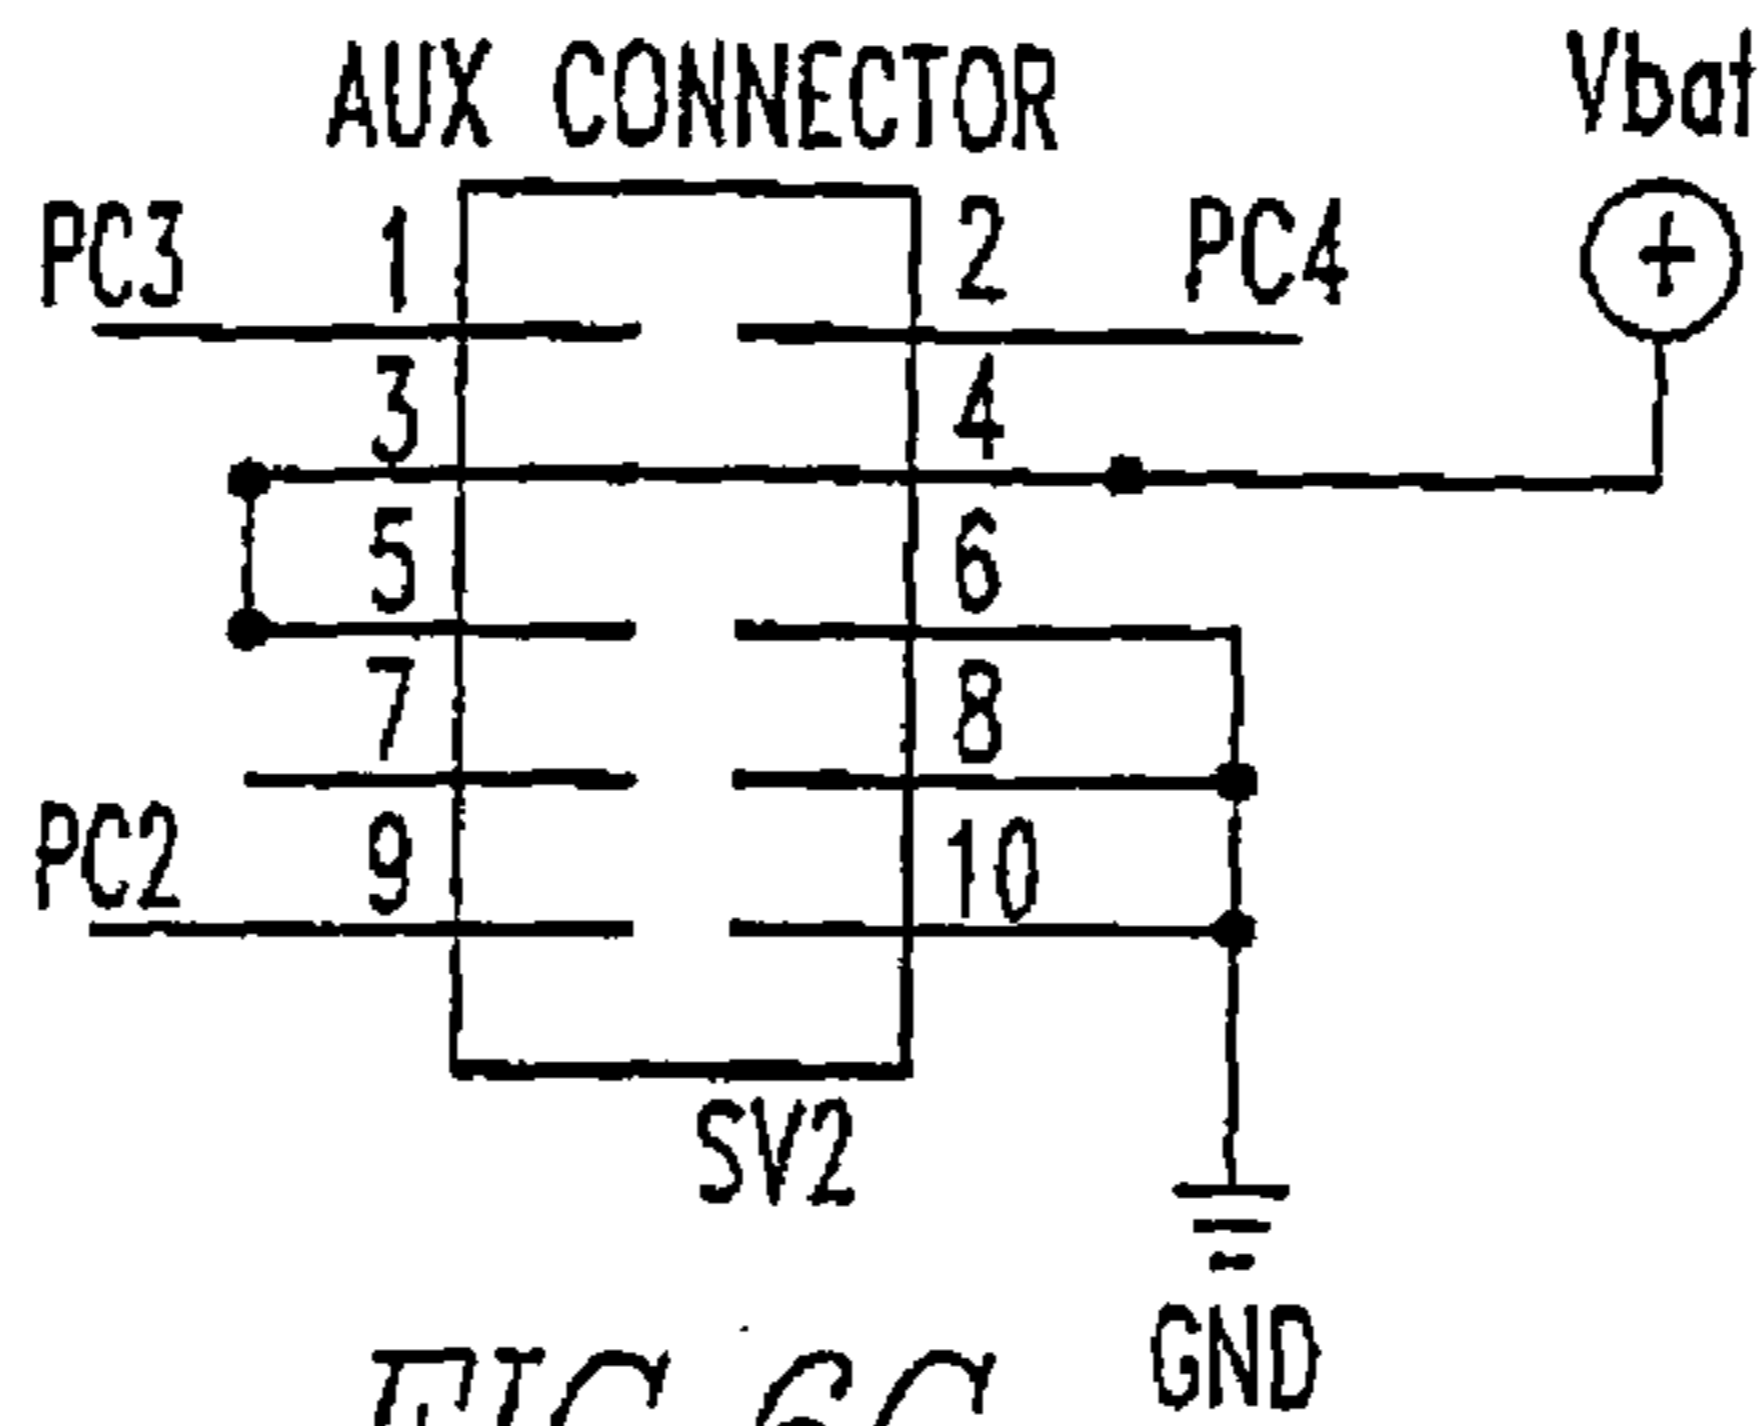 AUX CONNECTOR
Vbat
PC3 1 2 PC4
+
3 4
5 6
7 8
PC2 9 10
SV2
GND
FIG. 6C